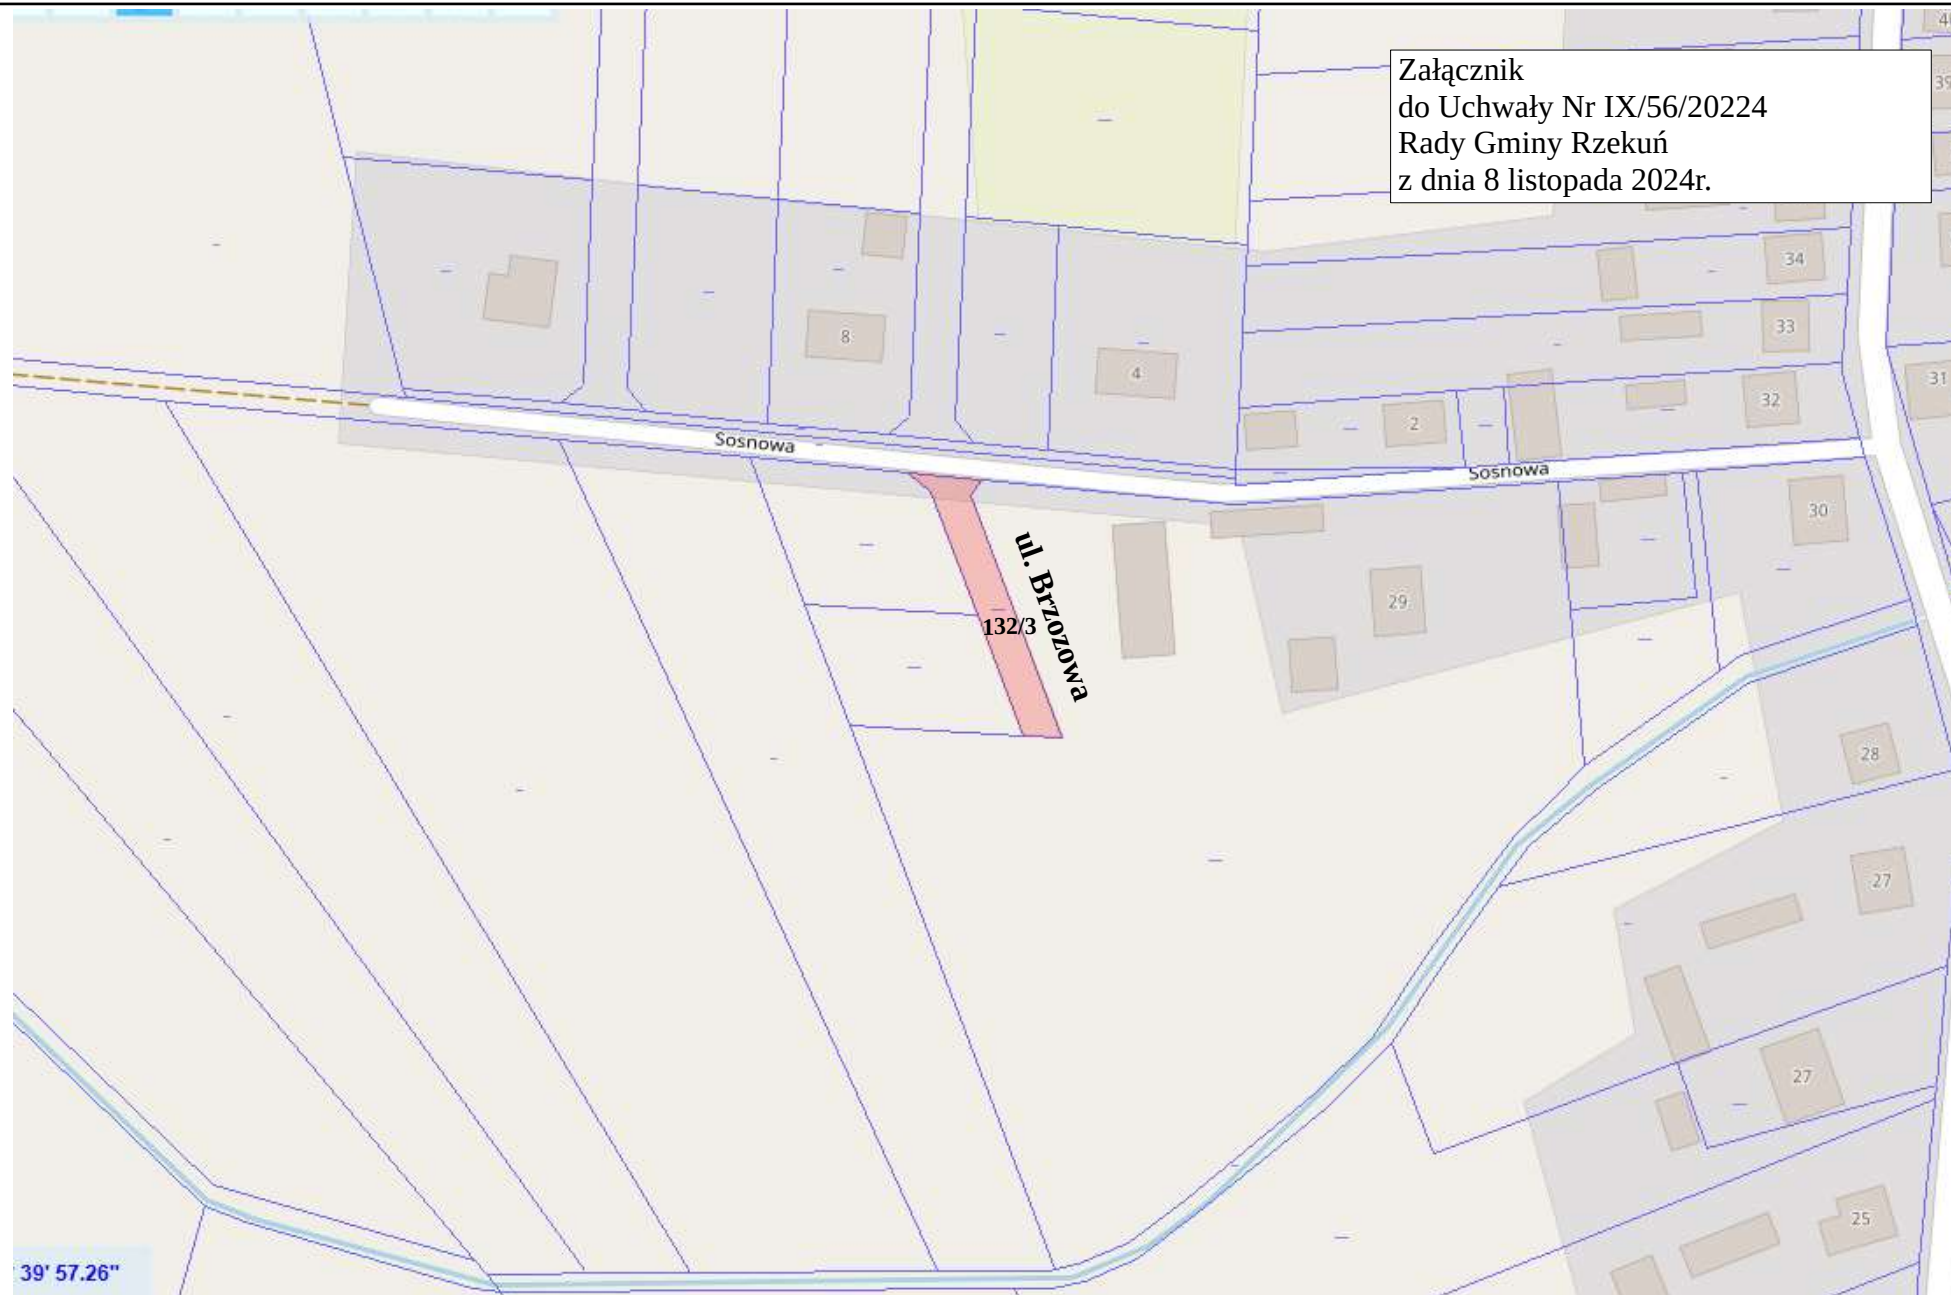 Załącznik
do Uchwały Nr IX/56/20224
Rady Gminy Rzekuń
z dnia 8 listopada 2024r.
34
8
33
4
31
32
2
Sosnowa
Sosnowa
30
ul. Brzozowa
29
132/3
28
27
27
25
39' 57.26"